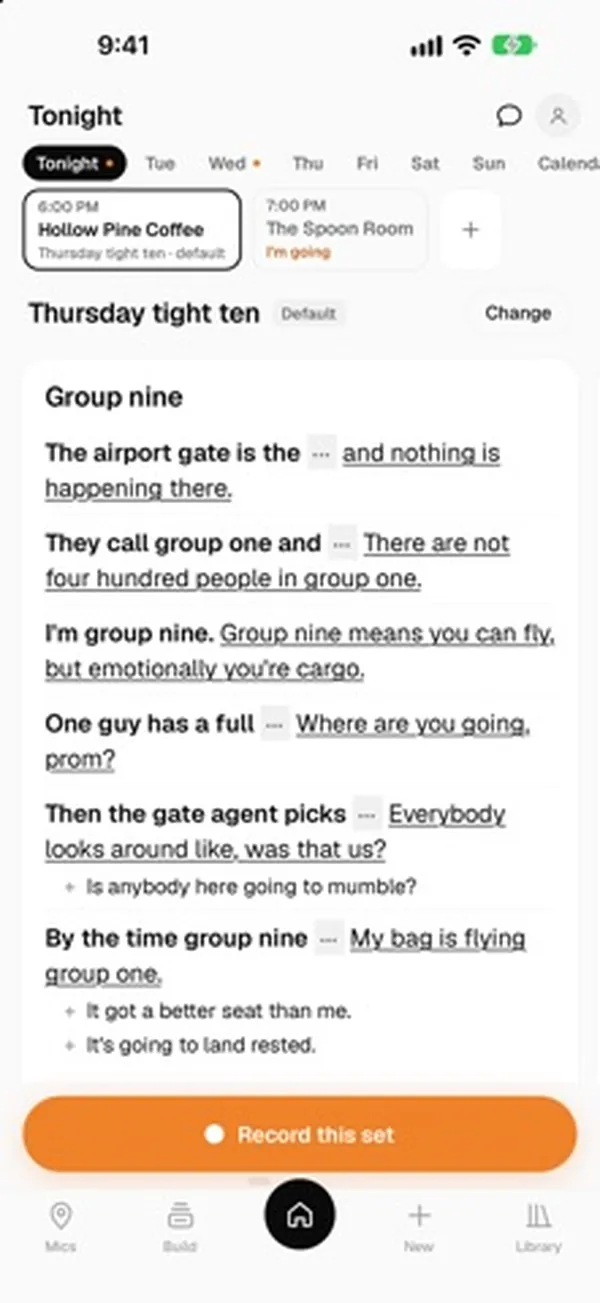 9:41
Tonight
Tonight Tue Wed Thu Fri Sat Sun Calend
6:00 PM
Hollow Pine Coffee
Thursday tight ten · default
7:00 PM
The Spoon Room
I'm going
+
Thursday tight ten Default Change
Group nine
The airport gate is the ... and nothing is
happening there.
They call group one and ... There are not
four hundred people in group one.
I'm group nine. Group nine means you can fly,
but emotionally you're cargo.
One guy has a full ... Where are you going,
prom?
Then the gate agent picks ... Everybody
looks around like, was that us?
+ Is anybody here going to mumble?
By the time group nine ... My bag is flying
group one.
+ It got a better seat than me.
+ It's going to land rested.
Record this set
Mics Build New Library